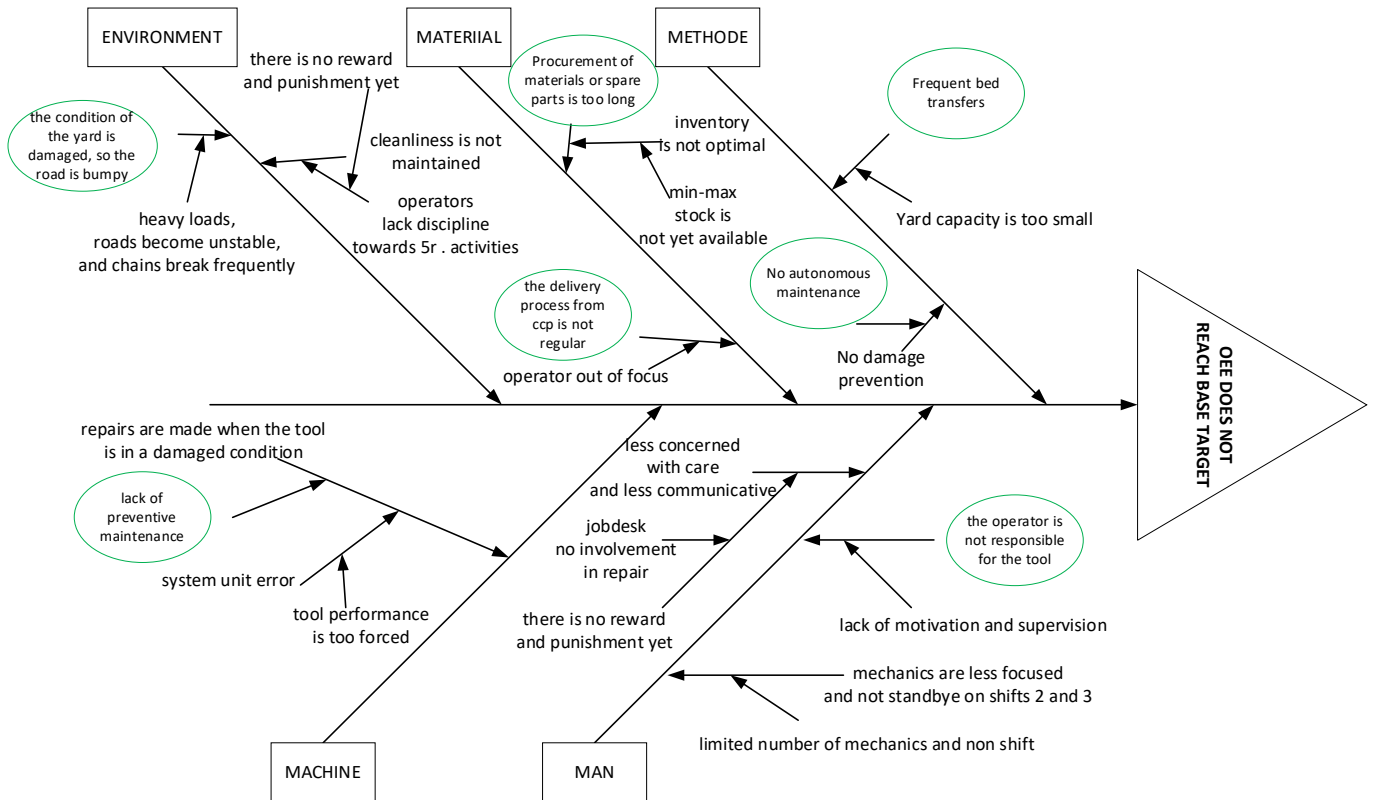 ENVIRONMENT
MATERIIAL
METHODE
there is no reward
and punishment yet
Procurement of
materials or spare
parts is too long
Frequent bed
transfers
the condition of
the yard is
damaged, so the
road is bumpy
cleanliness is not
maintained
inventory
is not optimal
operators
lack discipline
towards 5r . activities
min-max
stock is
not yet available
Yard capacity is too small
heavy loads,
roads become unstable,
and chains break frequently
No autonomous
maintenance
the delivery
process from
ccp is not
regular
operator out of focus
No damage
prevention
OEE DOES NOT
REACH BASE TARGET
repairs are made when the tool
is in a damaged condition
less concerned
with care
and less communicative
lack of
preventive
maintenance
jobdesk
no involvement
in repair
the operator is
not responsible
for the tool
system unit error
tool performance
is too forced
there is no reward
and punishment yet
lack of motivation and supervision
mechanics are less focused
and not standbye on shifts 2 and 3
limited number of mechanics and non shift
MACHINE
MAN